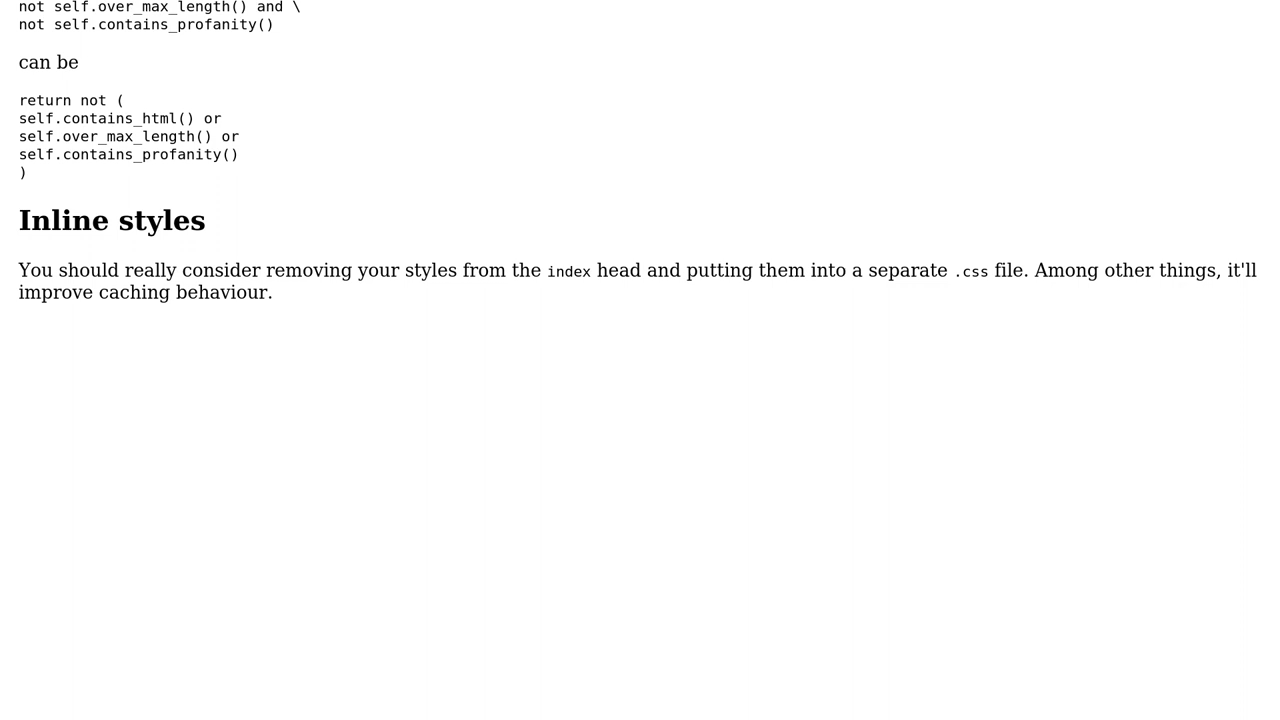 not self.over_max_length() and \
not self.contains_profanity()
can be
return not (
self.contains_html() or
self.over_max_length() or
self.contains_profanity()
)
Inline styles
You should really consider removing your styles from the index head and putting them into a separate .css file. Among other things, it'll
improve caching behaviour.